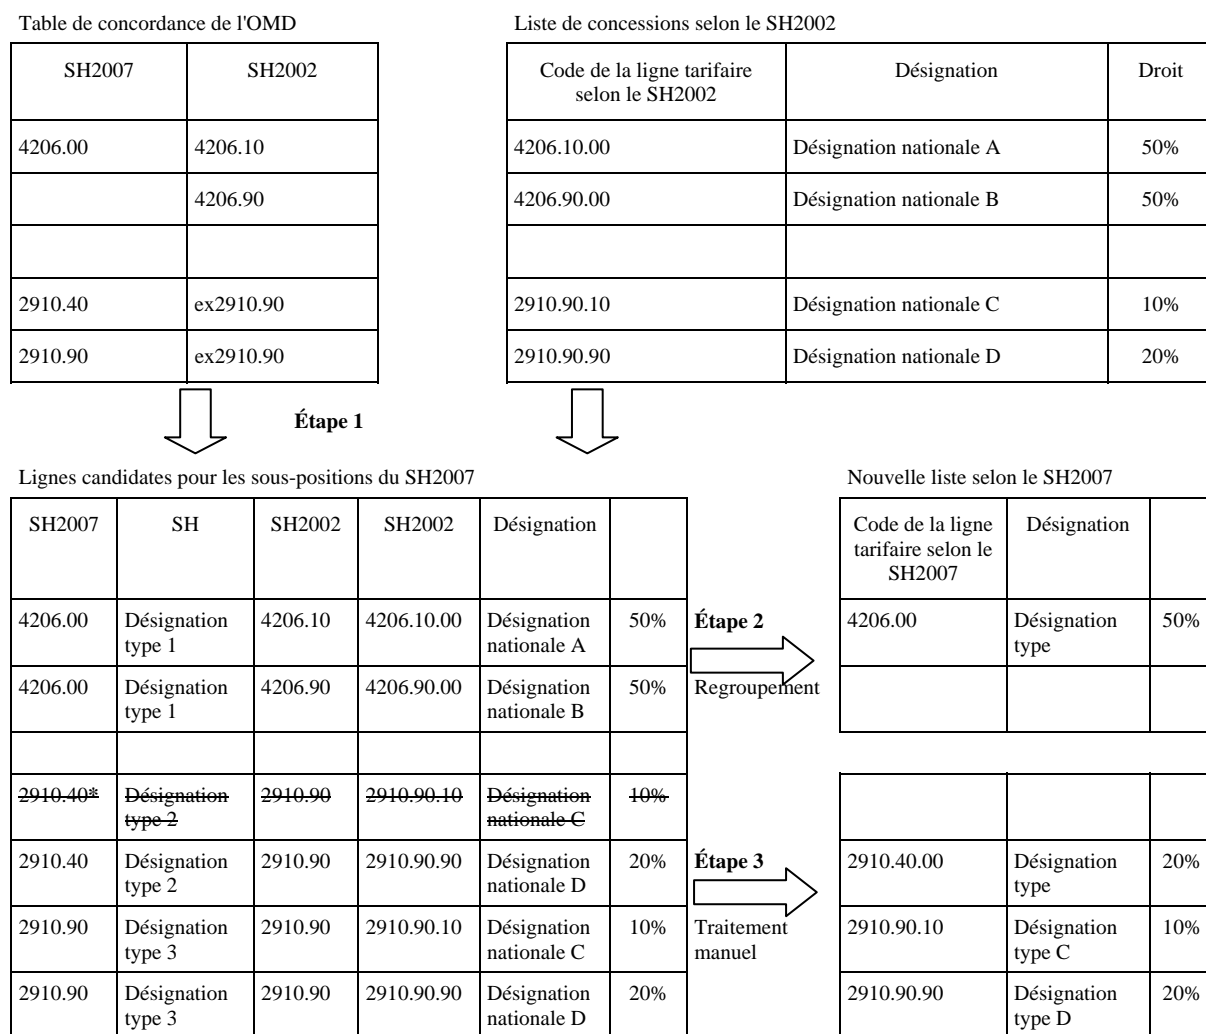 Table de concordance de l'OMD
SH2007 SH2002
4206.00 4206.10
4206.90
2910.40 ex2910.90
2910.90 ex2910.90
Liste de concessions selon le SH2002
Code de la ligne tarifaire
selon le SH2002
Désignation
Droit
4206.10.00 Désignation nationale A 50%
4206.90.00 Désignation nationale B 50%
2910.90.10 Désignation nationale C 10%
2910.90.90 Désignation nationale D 20%
Étape 1
Lignes candidates pour les sous-positions du SH2007
SH2007 SH SH2002 SH2002 Désignation
4206.00 Désignation 4206.10 4206.10.00 Désignation 50%
type 1 nationale A
4206.00 Désignation 4206.90 4206.90.00 Désignation 50%
type 1 nationale B
2910.40* Désignation 2910.90 2910.90.10 Désignation 10%
type 2 nationale C
2910.40 Désignation 2910.90 2910.90.90 Désignation 20%
type 2 nationale D
2910.90 Désignation 2910.90 2910.90.10 Désignation 10%
type 3 nationale C
2910.90 Désignation 2910.90 2910.90.90 Désignation 20%
type 3 nationale D
Étape 2
Regroupement
Étape 3
Traitement
manuel
Nouvelle liste selon le SH2007
Code de la ligne
tarifaire selon le
SH2007
Désignation
4206.00 Désignation 50%
type
2910.40.00 Désignation 20%
type
2910.90.10 Désignation 10%
type C
2910.90.90 Désignation 20%
type D